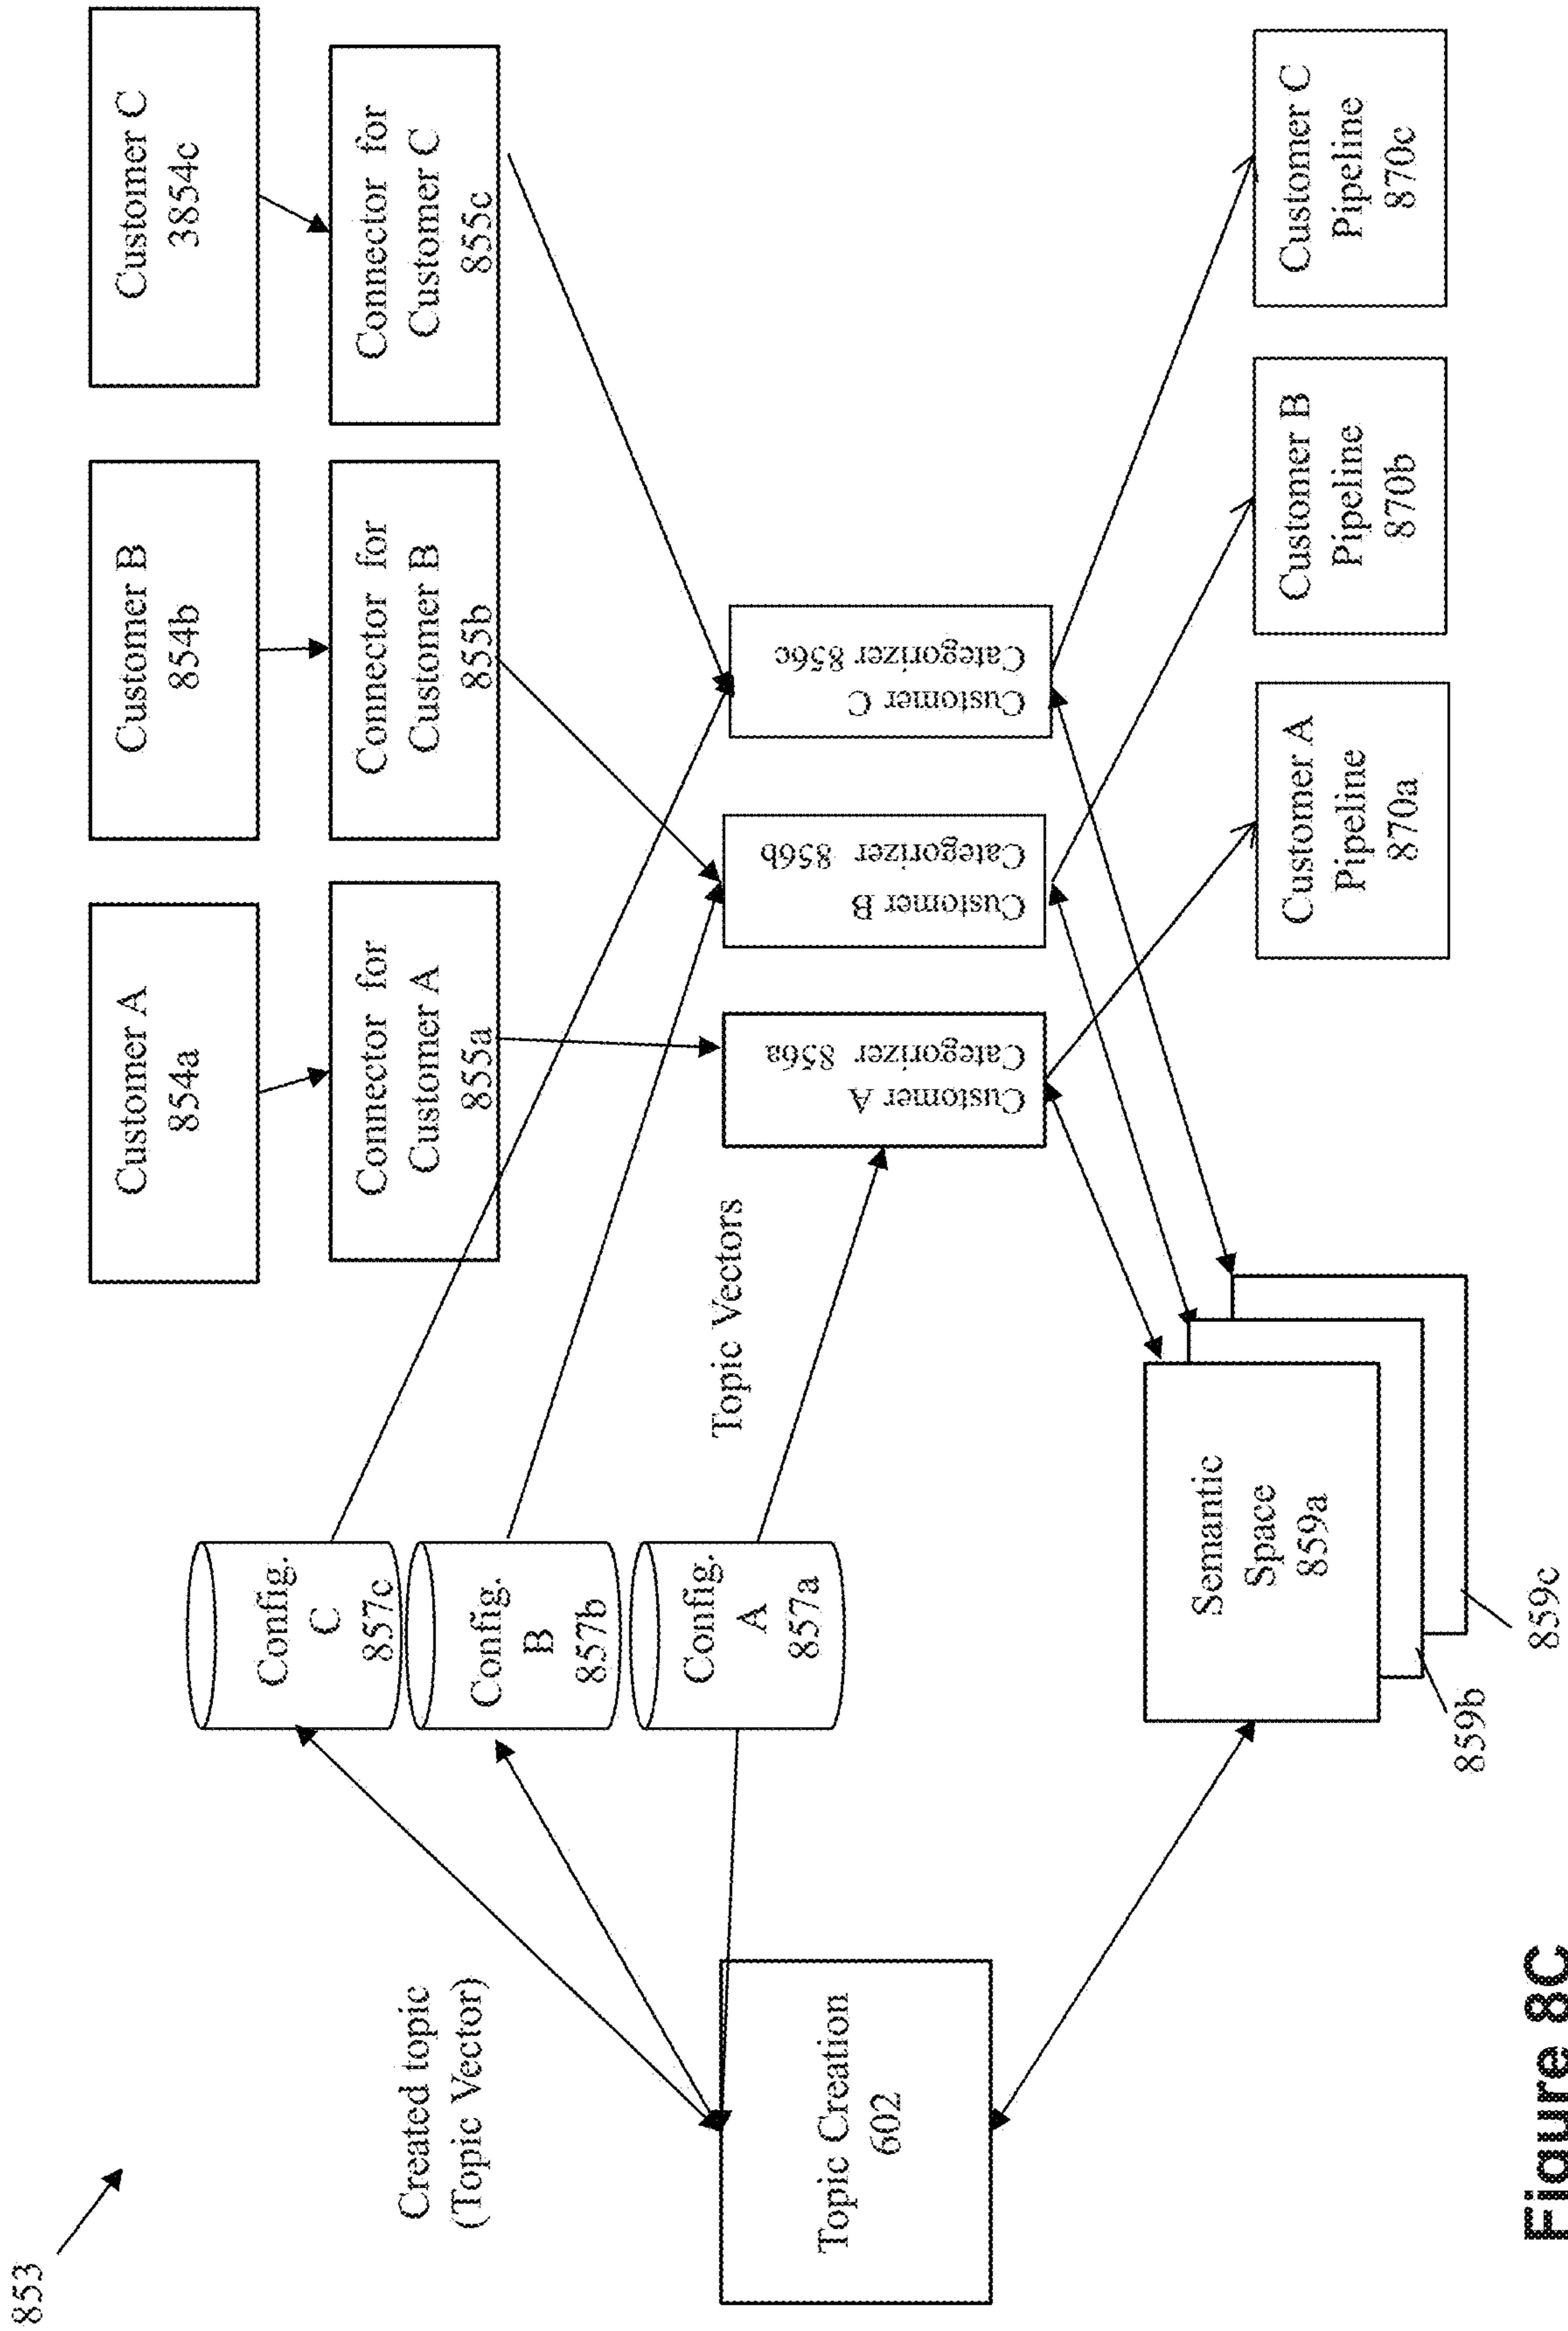 853
Created topic
(Topic Vector)
Topic Creation
602
Config.
C
857c
Config.
B
857b
Config.
A
857a
Topic Vectors
Customer A
854a
Connector for
Customer A
855a
Customer B
854b
Connector for
Customer B
855b
Customer C
3854c
Connector for
Customer C
855c
Customer A
Categorizer 856a
Customer B
Categorizer 856b
Customer C
Categorizer 856c
Semantic
Space
859a
859b
859c
Customer A
Pipeline
870a
Customer B
Pipeline
870b
Customer C
Pipeline
870c
Figure 8C